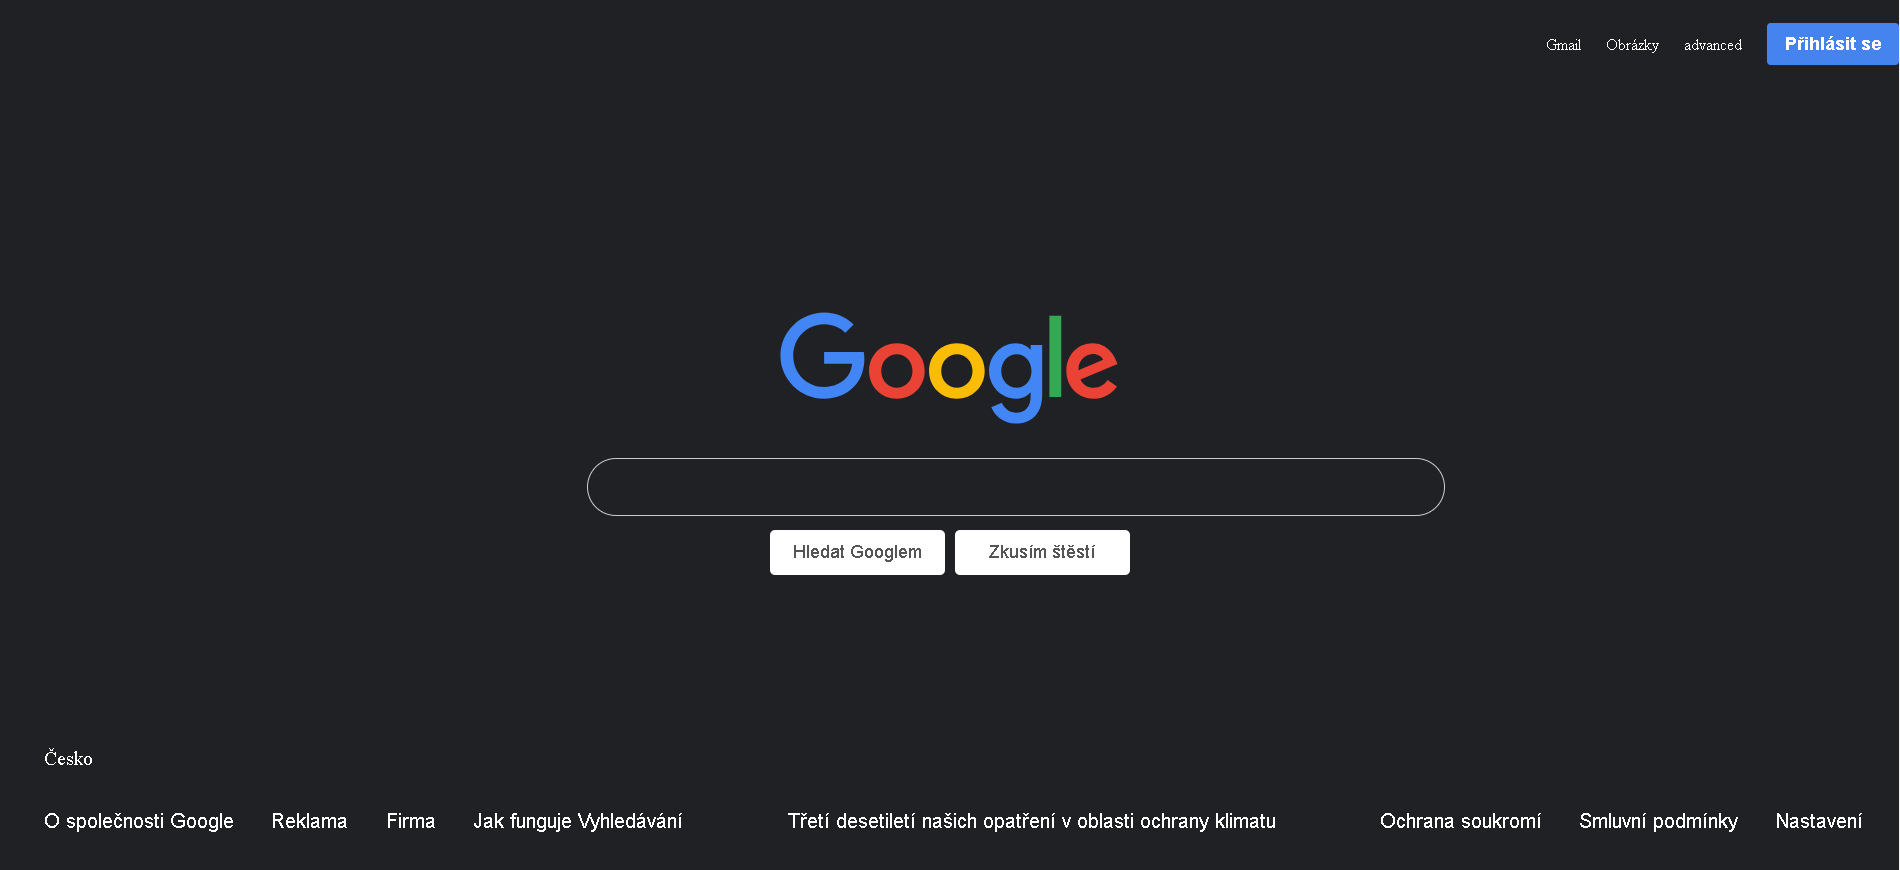 Gmail Obrázky advanced Přihlásit se
Google
Hledat Googlem Zkusím štěstí
Česko
O společnosti Google Reklama Firma Jak funguje Vyhledávání Třetí desetiletí našich opatření v oblasti ochrany klimatu Ochrana soukromí Smluvní podmínky Nastavení